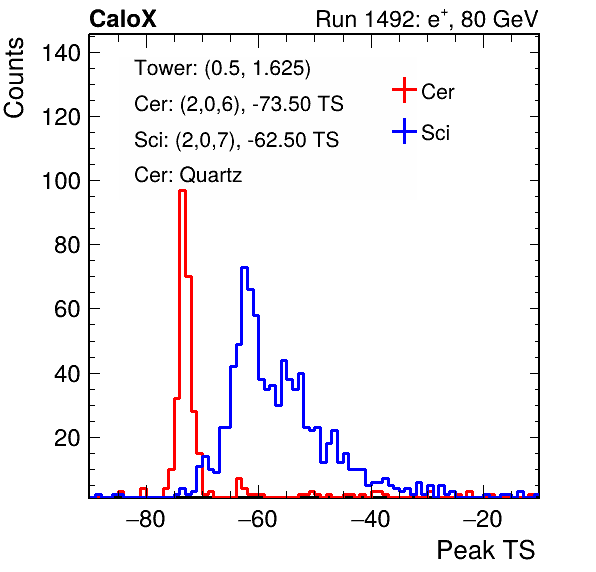 CaloX Run 1492: e+, 80 GeV
Counts
Tower: (0.5, 1.625)
Cer: (2,0,6), -73.50 TS
Sci: (2,0,7), -62.50 TS
Cer: Quartz
Cer
Sci
140
120
100
80
60
40
20
−80 −60 −40 −20
Peak TS